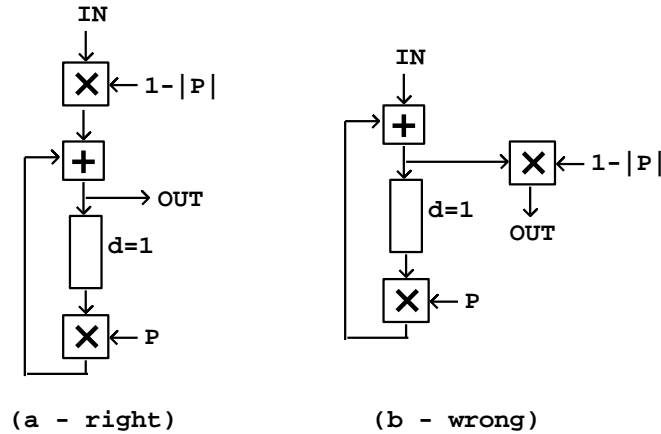 IN
1-|P|
OUT
d=1
P
(a - right)
IN
1-|P|
d=1
OUT
P
(b - wrong)